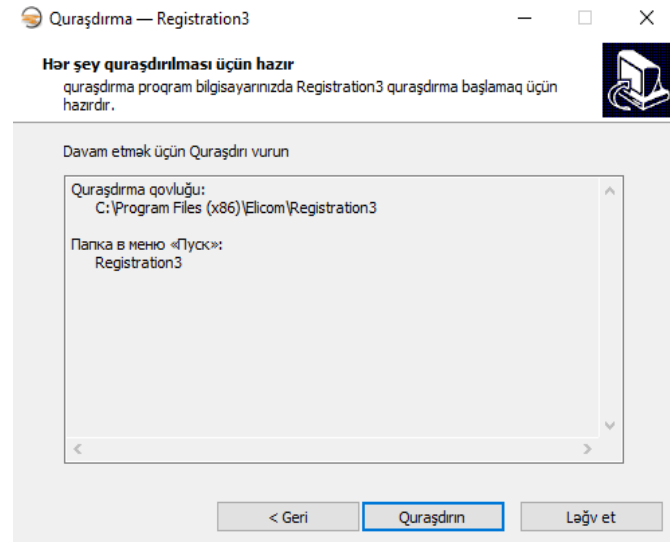 Quraşdırma — Registration3
Hər şey quraşdırılması üçün hazır
quraşdırma proqram bilgisayarınızda Registration3 quraşdırma başlamaq üçün
hazırdır.
Davam etmək üçün Quraşdırı vurun
Quraşdırma qovluğu:
C:\Program Files (x86)\Elicom\Registration3
Папка в меню «Пуск»:
Registration3
< Geri
Quraşdırın
Ləğv et